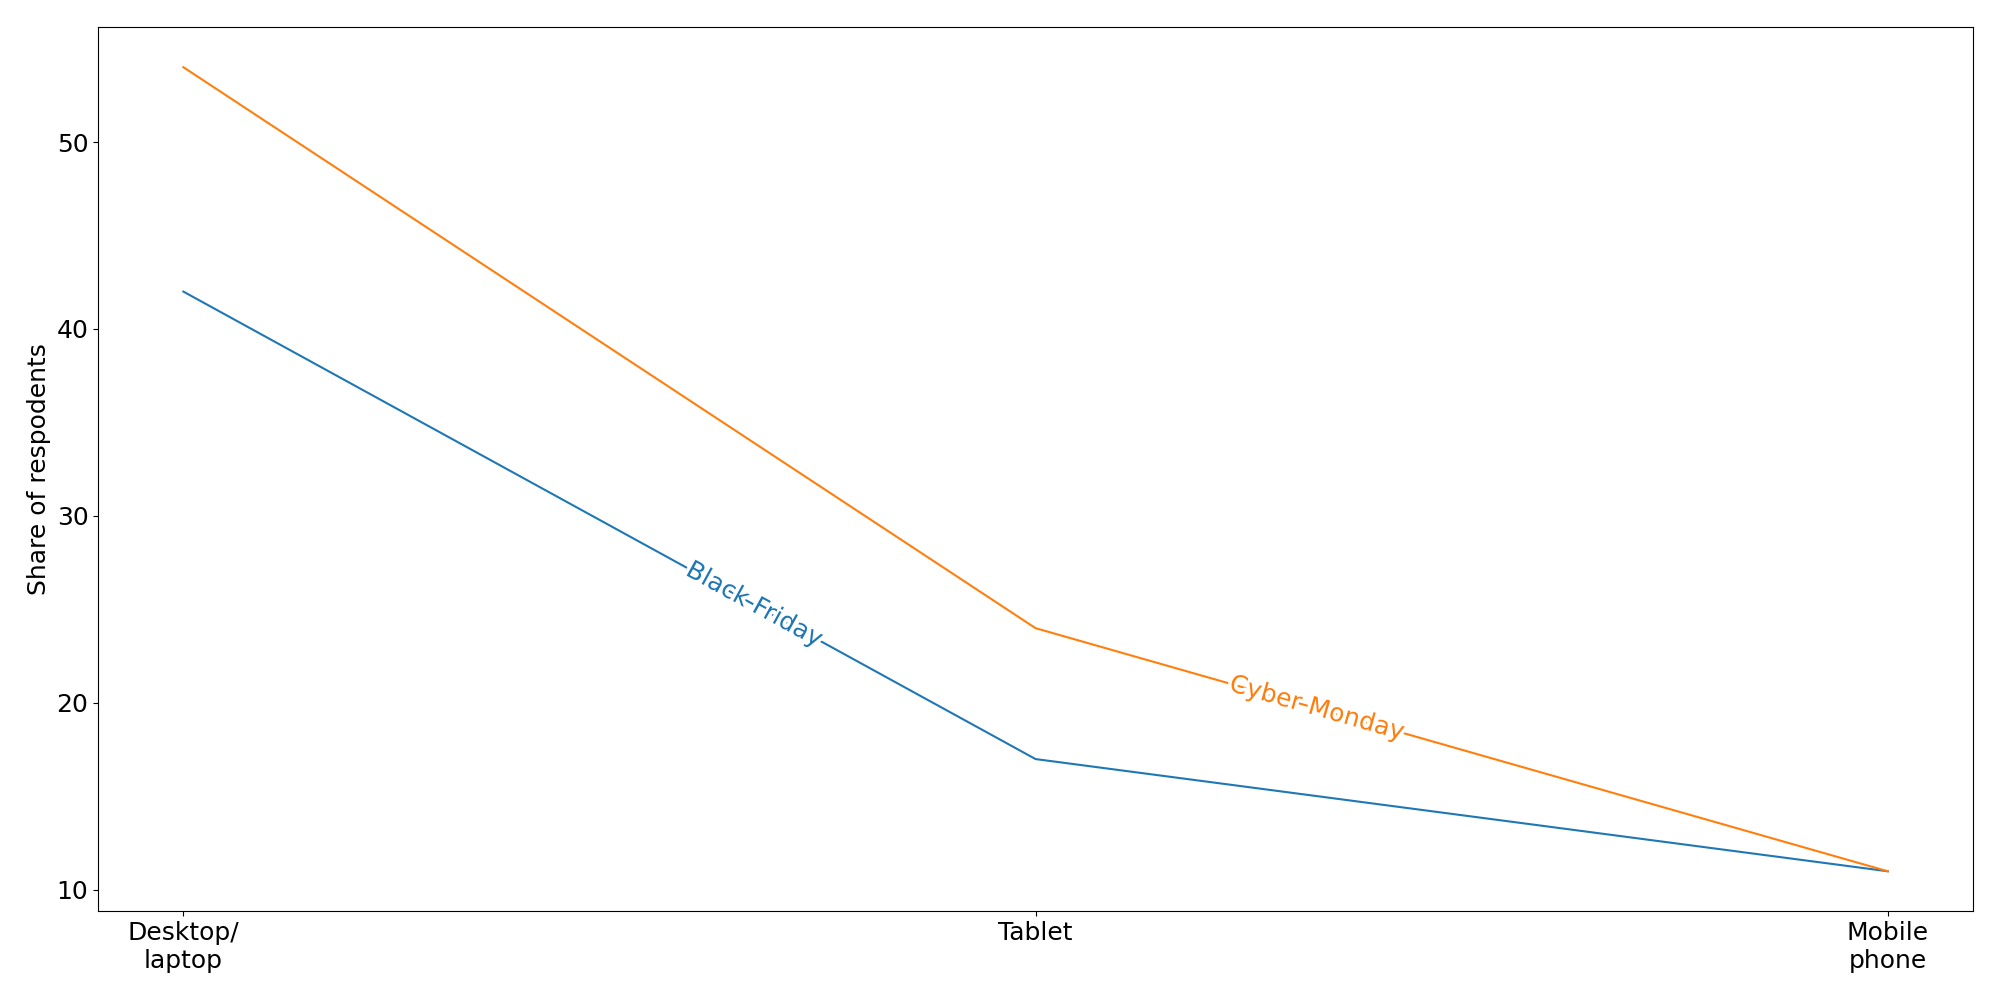 50
40
30
20
10
Share of respodents
Black-Friday
Cyber-Monday
Desktop/
laptop
Tablet
Mobile
phone